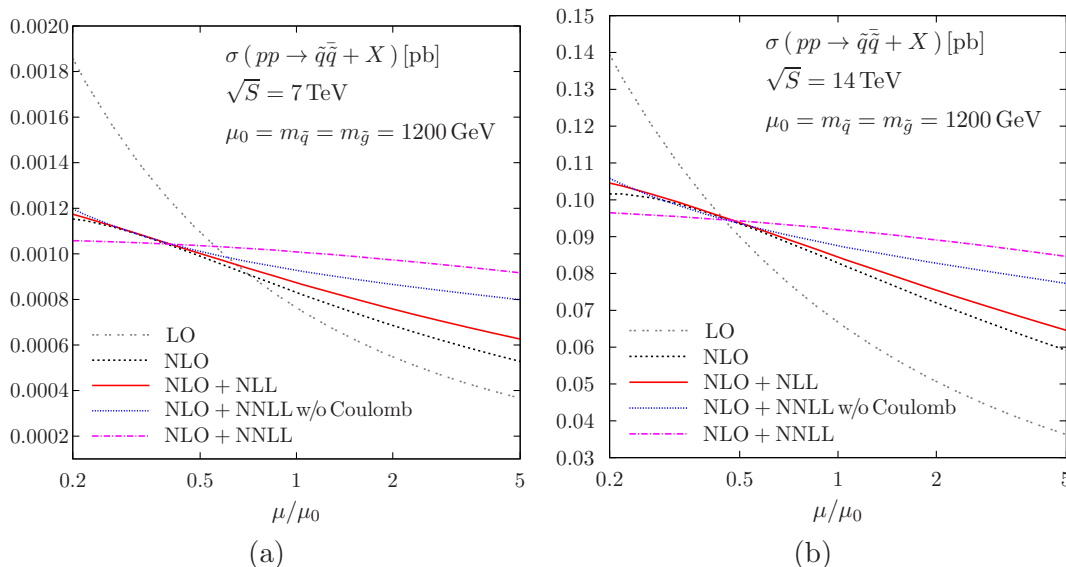 0.0020
0.0018
0.0016
0.0014
0.0012
0.0010
0.0008
0.0006
0.0004
0.0002
σ ( pp → q̃q̃̄ + X ) [pb]
√S = 7 TeV
μ₀ = m_q̃ = m_g̃ = 1200 GeV
LO
NLO
NLO + NLL
NLO + NNLL w/o Coulomb
NLO + NNLL
0.2 0.5 1 2 5
μ/μ₀
(a)
0.15
0.14
0.13
0.12
0.11
0.10
0.09
0.08
0.07
0.06
0.05
0.04
0.03
σ ( pp → q̃q̃̄ + X ) [pb]
√S = 14 TeV
μ₀ = m_q̃ = m_g̃ = 1200 GeV
LO
NLO
NLO + NLL
NLO + NNLL w/o Coulomb
NLO + NNLL
0.2 0.5 1 2 5
μ/μ₀
(b)